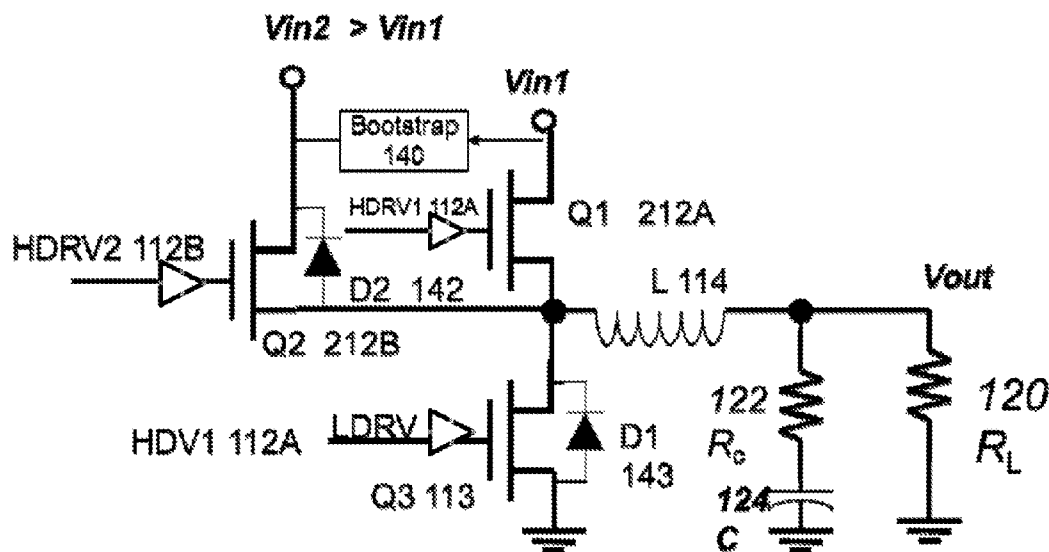 Vin2 > Vin1
Vin1
Bootstrap
140
HDRV1 112A
Q1 212A
HDRV2 112B
D2 142
L 114
Vout
Q2 212B
122
Rc
120
RL
HDV1 112A
LDRV
D1
143
Q3 113
124
C